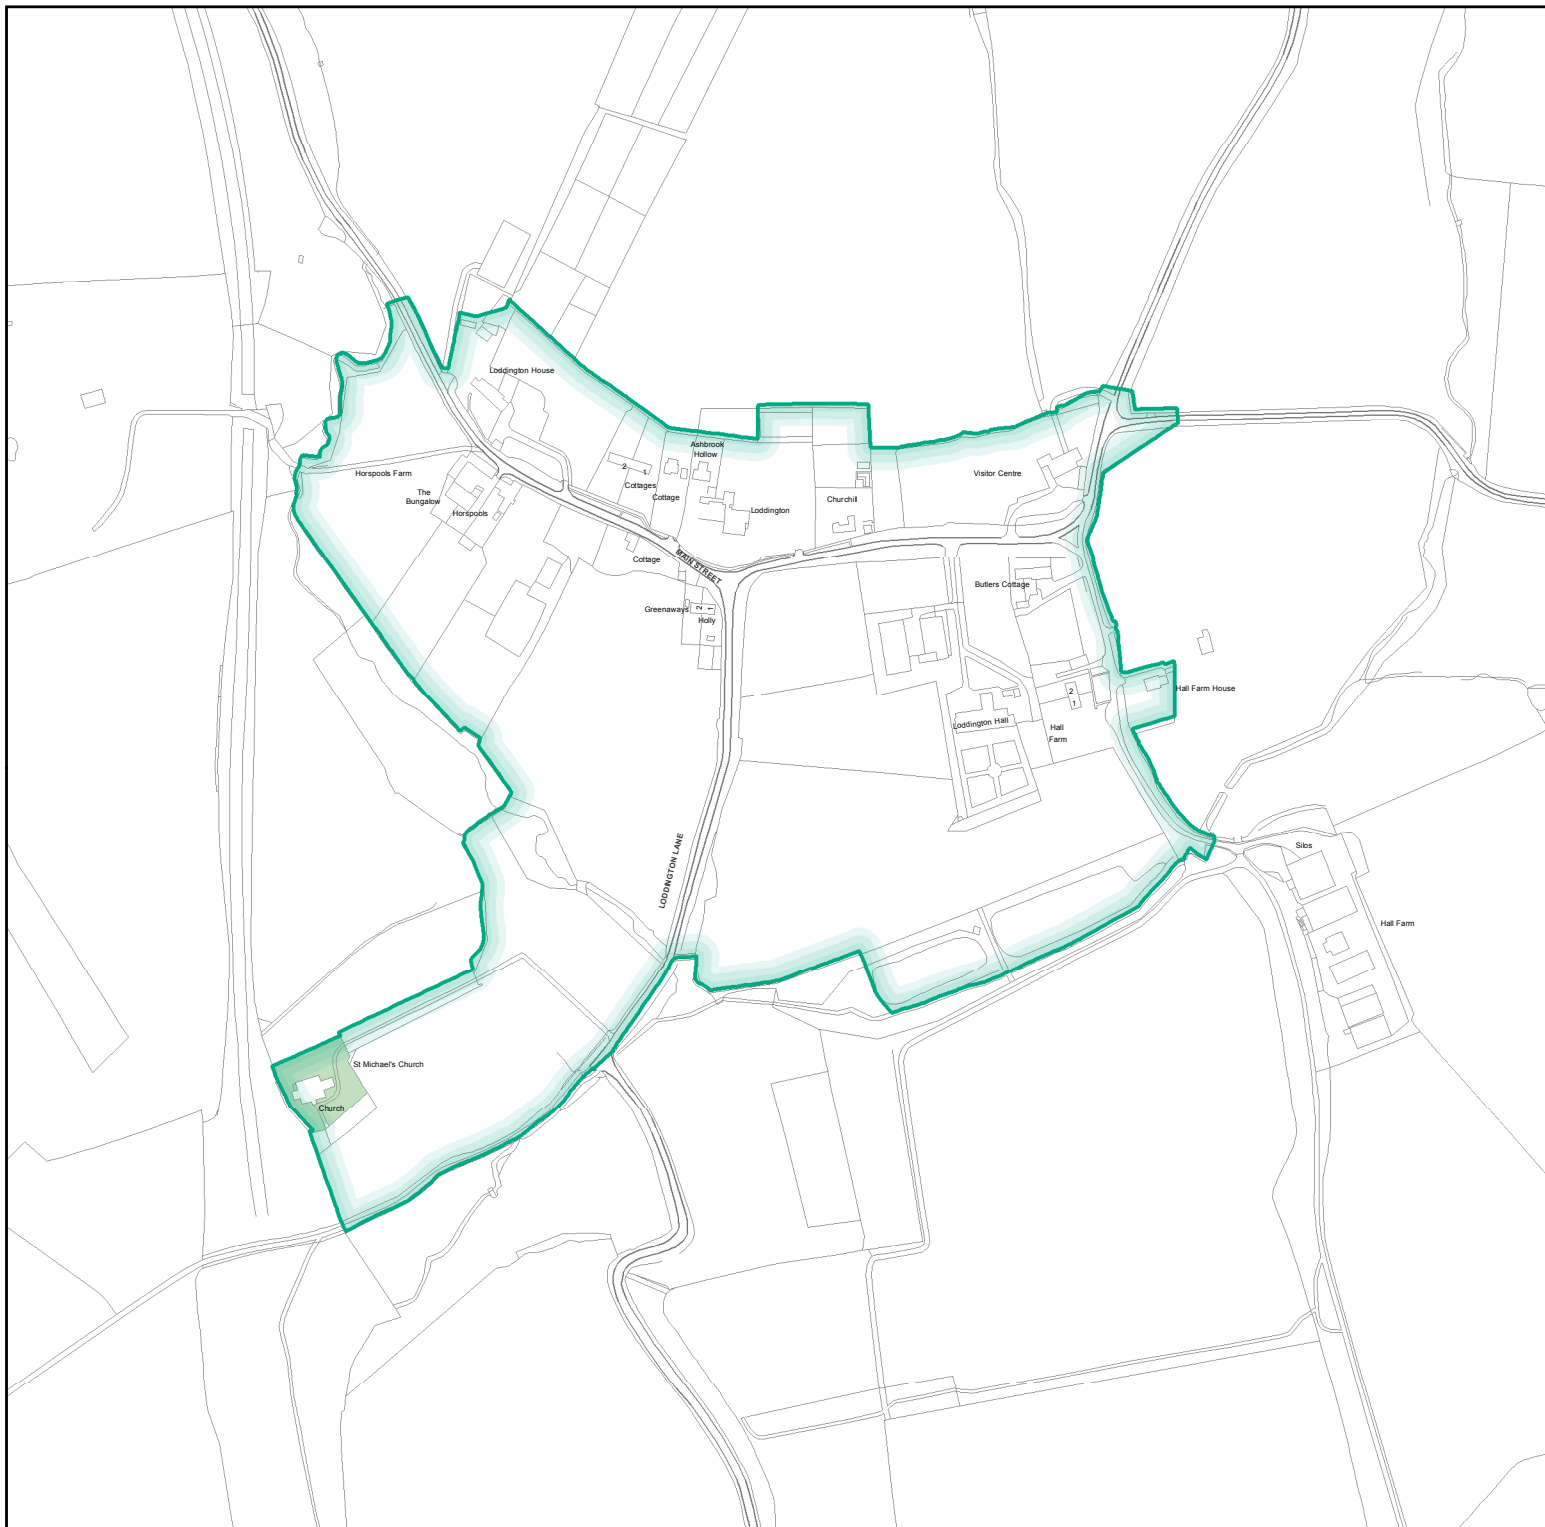 Loddington House
Ashbrook
Hollow
2
1
Cottages
Cottage
Horspools Farm
The
Bungalow
Horspools
Churchill
Visitor Centre
Loddington
MAIN STREET
Cottage
Butlers Cottage
Greenaways
2
1
Holly
Hall Farm House
2
1
Loddington Hall
Hall
Farm
LODDINGTON LANE
Silos
Hall Farm
St Michael's Church
Church